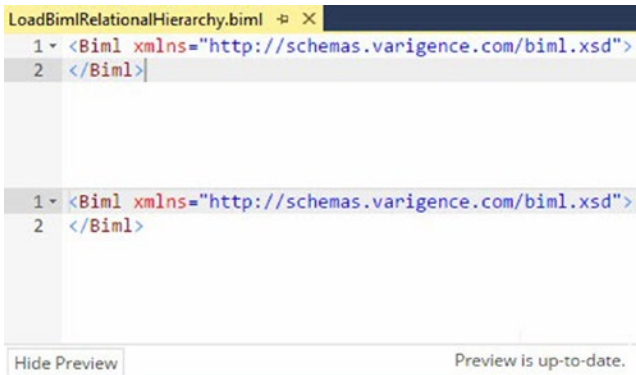 LoadBimlRelationalHierarchy.biml
1 <Biml xmlns="http://schemas.varigence.com/biml.xsd">
2 </Biml>
1 <Biml xmlns="http://schemas.varigence.com/biml.xsd">
2 </Biml>
Hide Preview Preview is up-to-date.